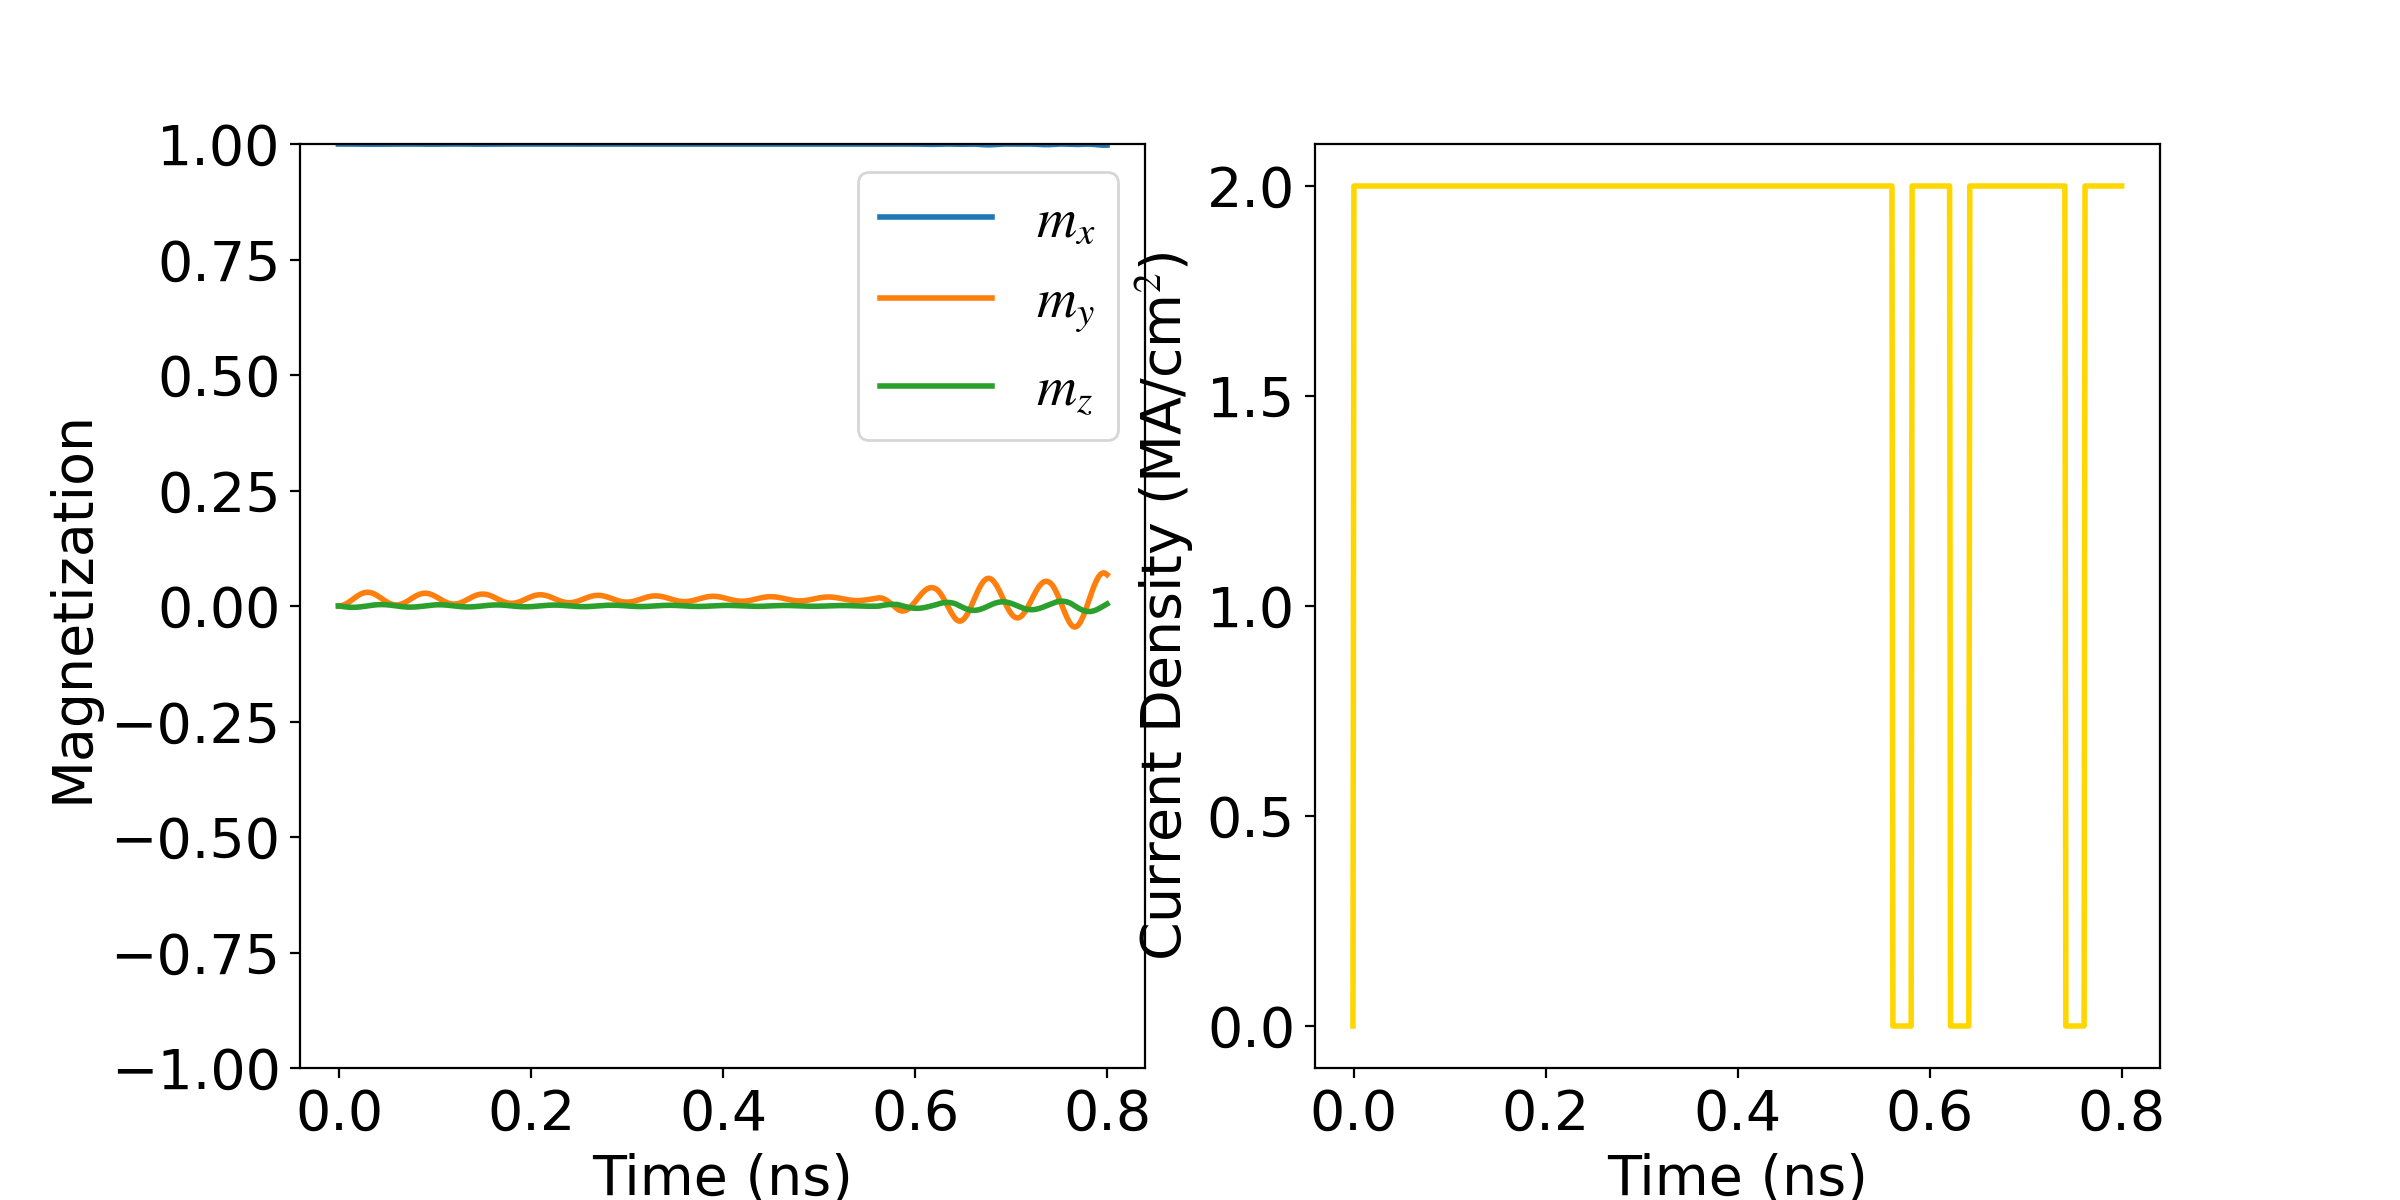 1.00
0.75
0.50
0.25
0.00
−0.25
−0.50
−0.75
−1.00
Magnetization
0.0 0.2 0.4 0.6 0.8
Time (ns)
m_x
m_y
m_z
2.0
1.5
1.0
0.5
0.0
Current Density (MA/cm²)
0.0 0.2 0.4 0.6 0.8
Time (ns)